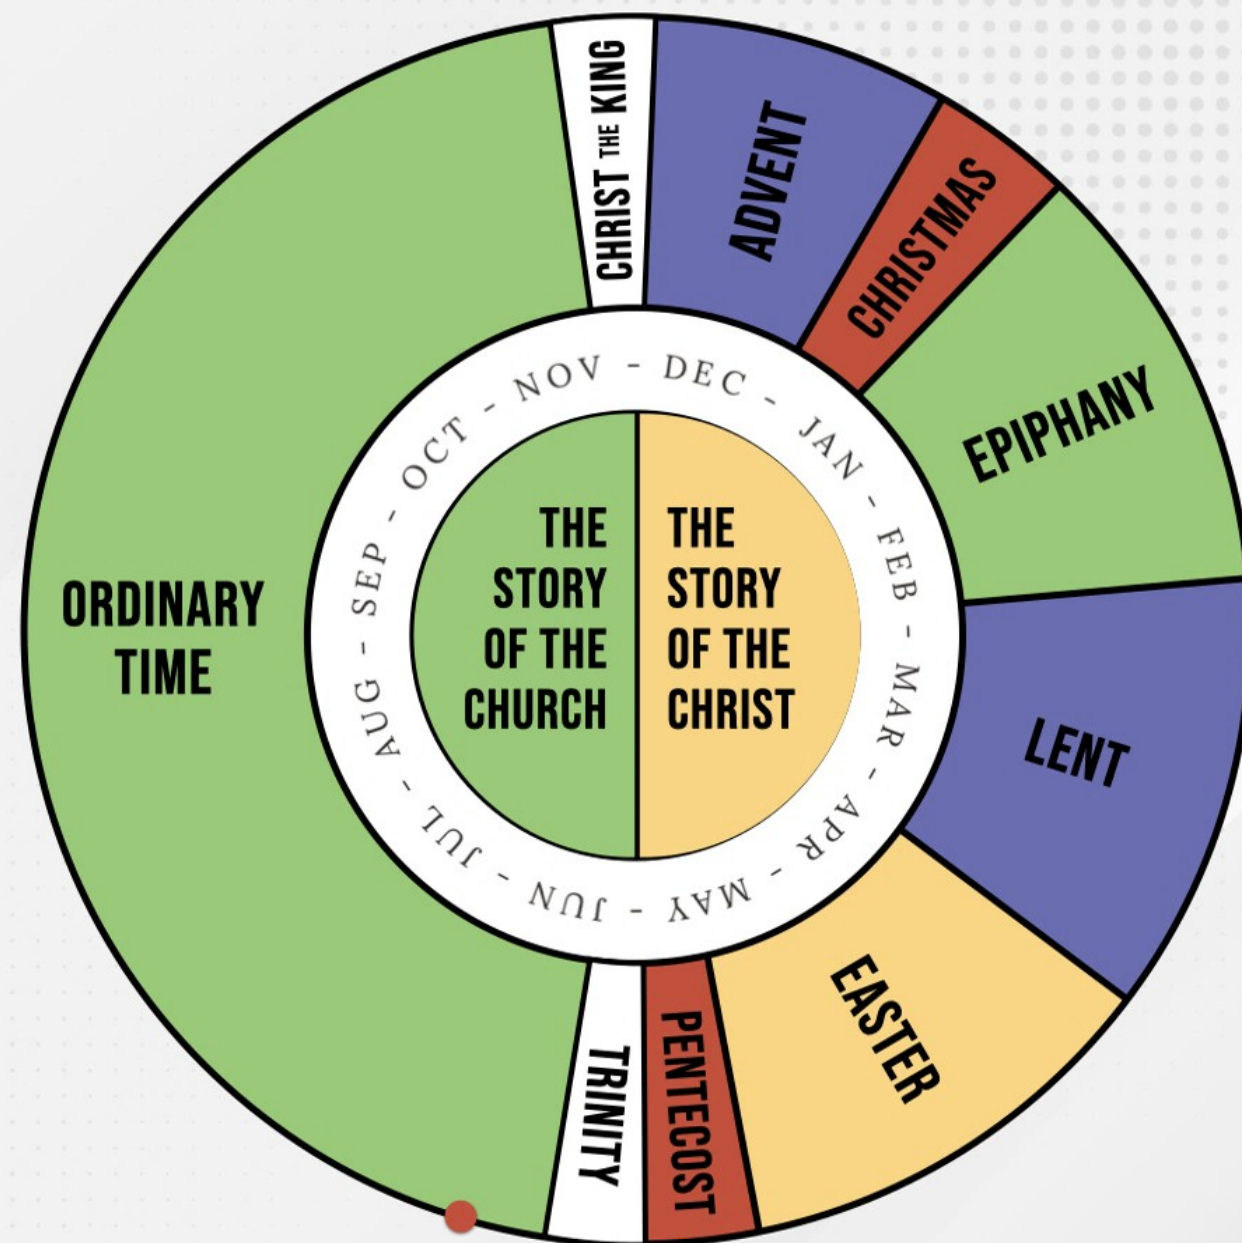 CHRIST THE KING
ADVENT
CHRISTMAS
EPIPHANY
LENT
EASTER
PENTECOST
TRINITY
ORDINARY
TIME
NOV - DEC - JAN - FEB - MAR - APR - MAY - JUN - JUL - AUG - SEP - OCT -
THE
STORY
OF THE
CHURCH
THE
STORY
OF THE
CHRIST